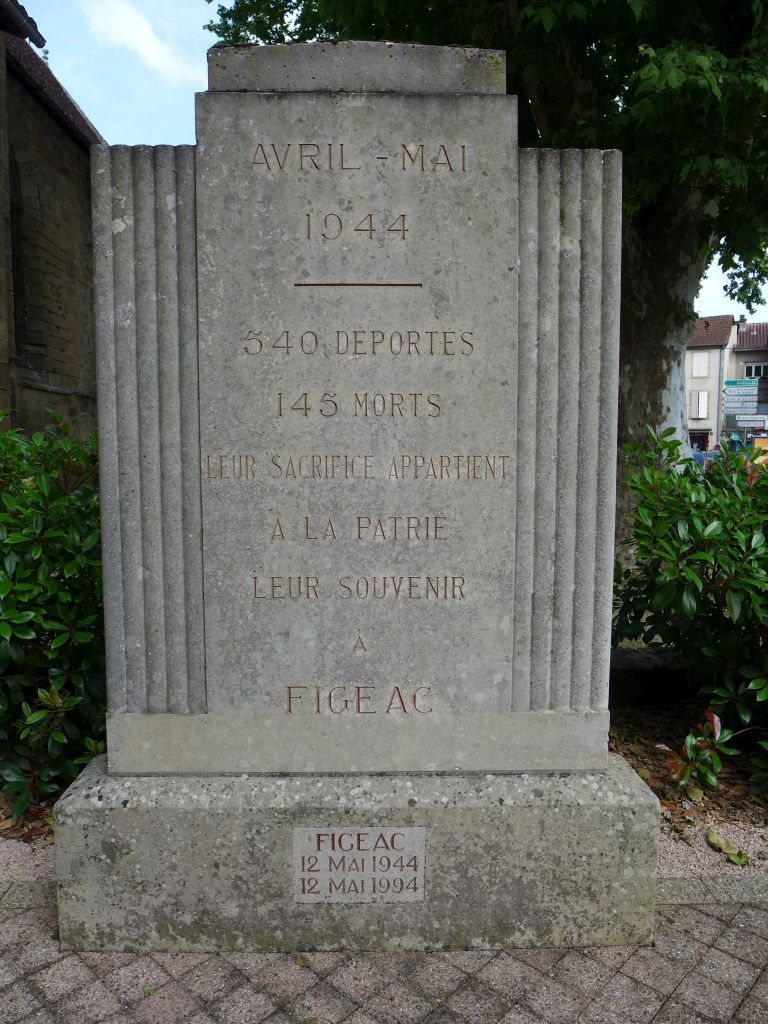 AVRIL - MAI
1944
540 DÉPORTÉS
145 MORTS
LEUR SACRIFICE APPARTIENT
A LA PATRIE
LEUR SOUVENIR
À
FIGEAC
FIGEAC
12 MAI 1944
12 MAI 1994